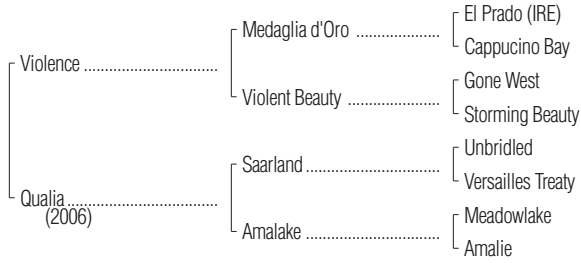 El Prado (IRE)
Medaglia d'Oro ....................
Cappucino Bay
Violence ................................
Gone West
Violent Beauty ......................
Storming Beauty
Unbridled
Saarland ................................
Versailles Treaty
Qualia ....................................
(2006)
Meadowlake
Amalake ................................
Amalie